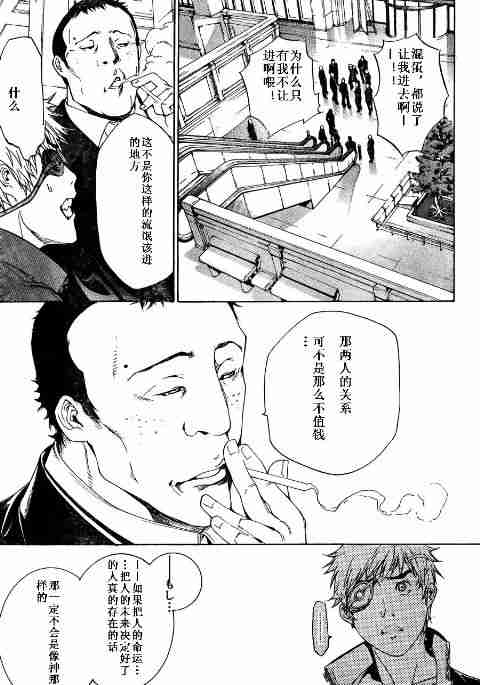 混蛋，都说了
让我进去啊——
——！
为什么只
有我不让
进啊喂！
这不是你这样的流氓该进
的地方
什么
那两人的关系
可不是那么不值钱
…
——如果把人的命运…
…把人的未来决定好了
的人真的存在的话
那一定不会是像神那
样的